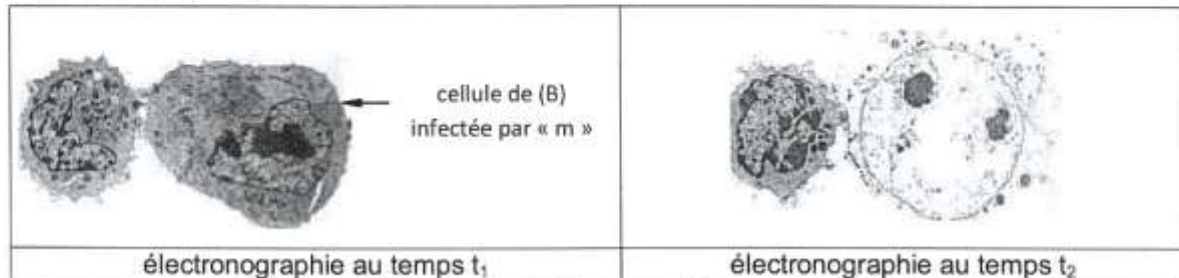 cellule de (B)
infectée par « m »
électronographie au temps t₁
électronographie au temps t₂